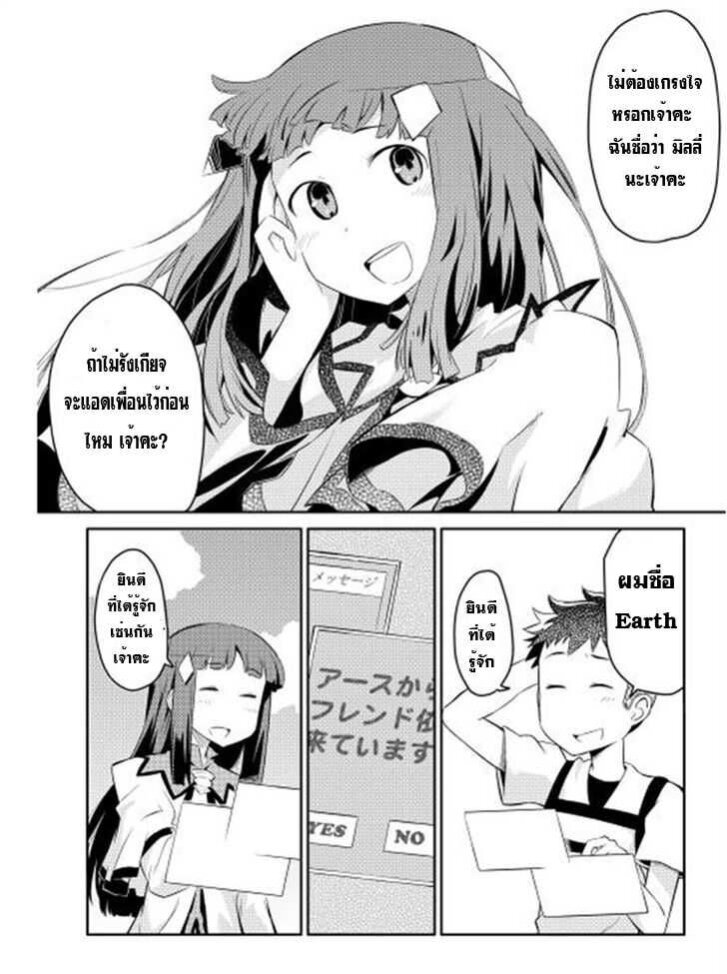 ไม่ต้องเกรงใจ
หรอกเจ้าคะ
ฉันชื่อว่า มิลลี่
นะเจ้าคะ
ถ้าไม่รังเกียจ
จะแอดเพื่อนไว้ก่อน
ไหม เจ้าคะ?
ผมชื่อ
Earth
ยินดี
ที่ได้
รู้จัก
メッセージ
アースから
フレンド依
来ています
YES
NO
ยินดี
ที่ได้รู้จัก
เช่นกัน
เจ้าคะ